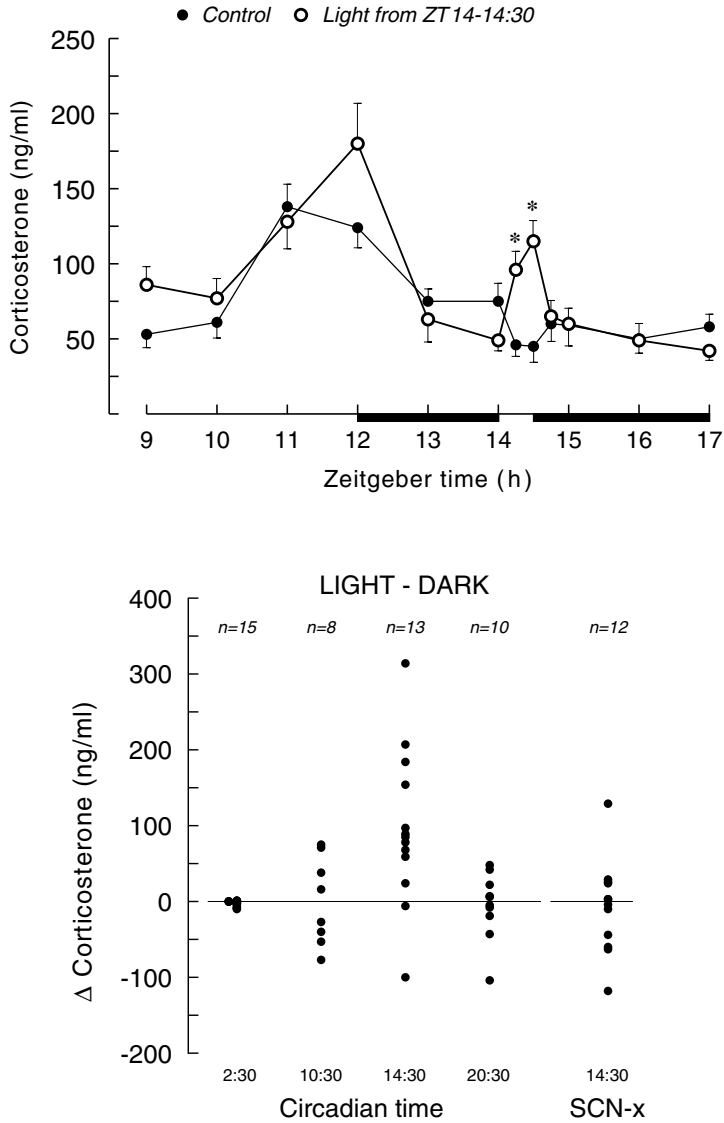 ● Control   ○ Light from ZT 14-14:30
250
200
150
100
50
Corticosterone (ng/ml)
*
*
9 10 11 12 13 14 15 16 17
Zeitgeber time (h)
LIGHT - DARK
400
300
200
100
0
-100
-200
Δ Corticosterone (ng/ml)
n=15 n=8 n=13 n=10 n=12
2:30 10:30 14:30 20:30 14:30
Circadian time SCN-x